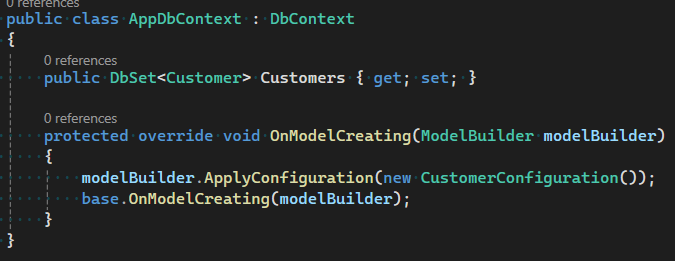 0 references
public class AppDbContext : DbContext
{
0 references
public DbSet<Customer> Customers { get; set; }
0 references
protected override void OnModelCreating(ModelBuilder modelBuilder)
{
modelBuilder.ApplyConfiguration(new CustomerConfiguration());
base.OnModelCreating(modelBuilder);
}
}